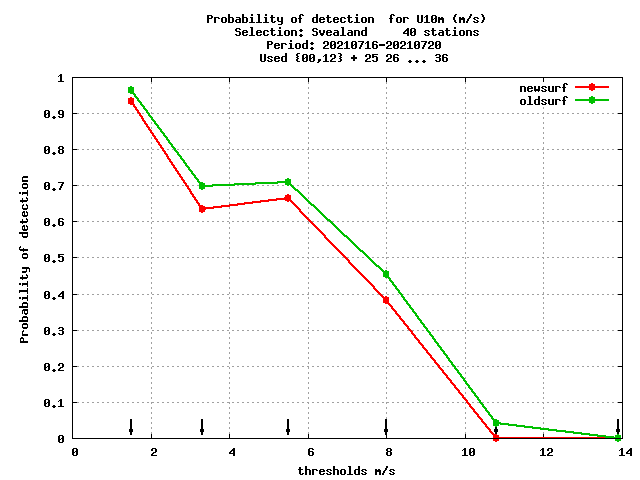 Probability of detection  for U10m (m/s)
Selection: Svealand     40 stations
Period: 20210716-20210720
Used {00,12} + 25 26 ... 36
newsurf
oldsurf
Probability of detection
1
0.9
0.8
0.7
0.6
0.5
0.4
0.3
0.2
0.1
0
0 2 4 6 8 10 12 14
thresholds m/s